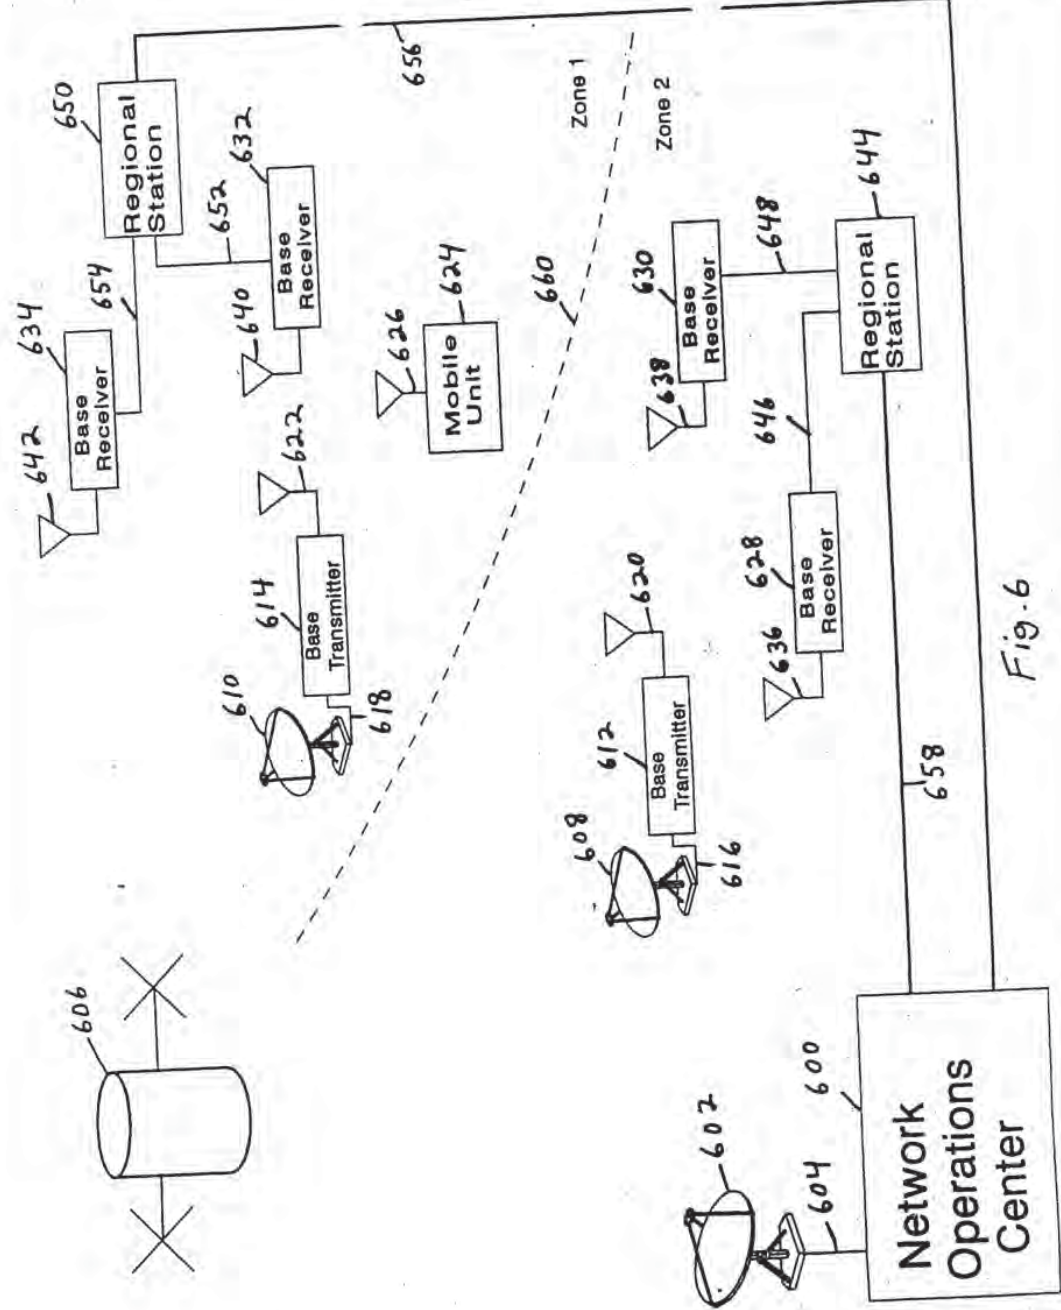 606
610
614
Base
Transmitter
618
622
642
634
Base
Receiver
654
650
Regional
Station
652
632
Base
Receiver
640
626
624
Mobile
Unit
656
660
Zone 1
Zone 2
602
604
600
Network
Operations
Center
608
612
Base
Transmitter
616
620
638
630
Base
Receiver
648
636
628
Base
Receiver
646
644
Regional
Station
658
Fig. 6